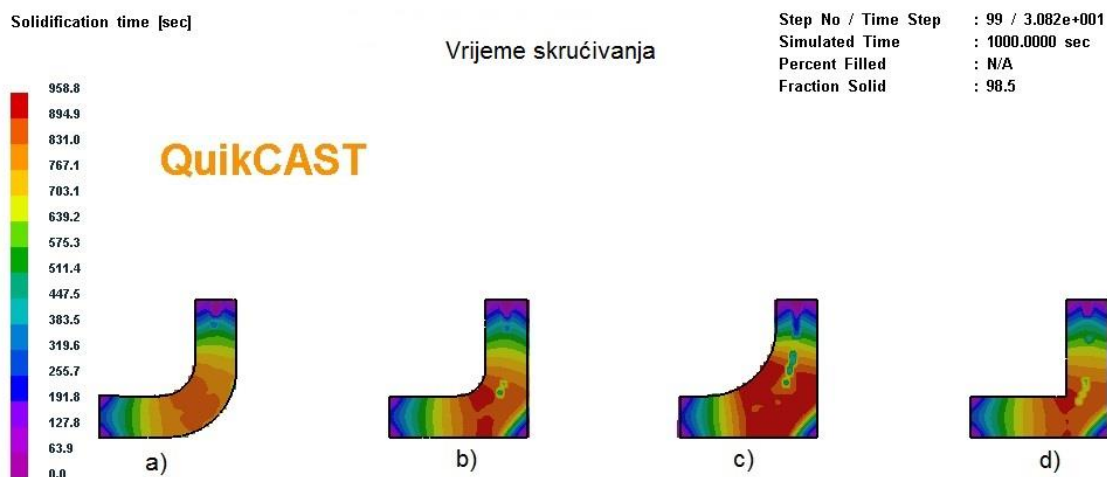 Solidification time [sec]
Vrijeme skrućivanja
Step No / Time Step : 99 / 3.082e+001
Simulated Time : 1000.0000 sec
Percent Filled : N/A
Fraction Solid : 98.5
QuikCAST
958.8
894.9
831.0
767.1
703.1
639.2
575.3
511.4
447.5
383.5
319.6
255.7
191.8
127.8
63.9
0.0
a)
b)
c)
d)